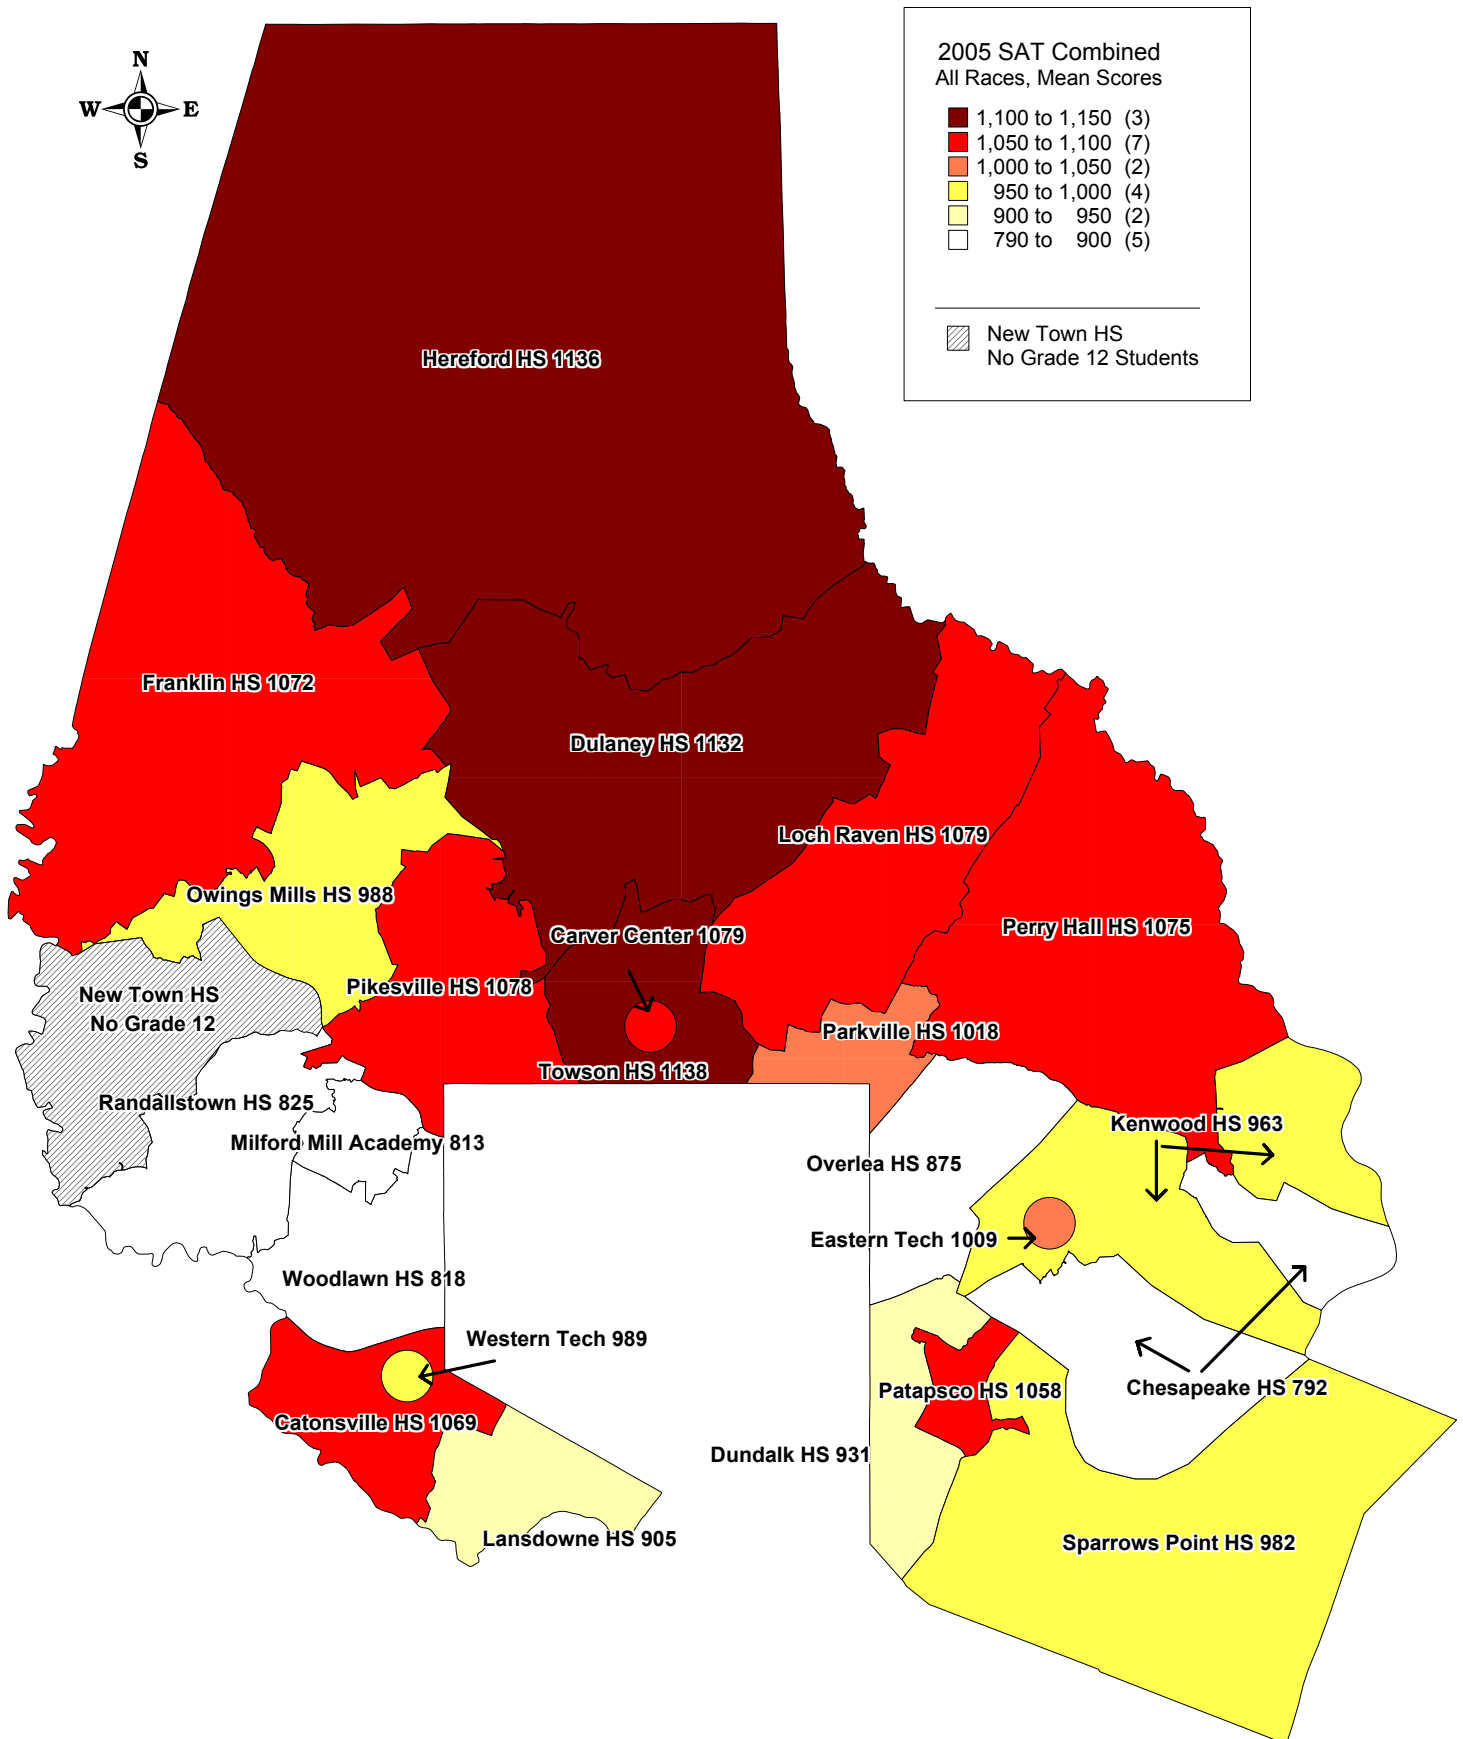 N
W E
S
2005 SAT Combined
All Races, Mean Scores
1,100 to 1,150 (3)
1,050 to 1,100 (7)
1,000 to 1,050 (2)
950 to 1,000 (4)
900 to 950 (2)
790 to 900 (5)
New Town HS
No Grade 12 Students
Hereford HS 1136
Franklin HS 1072
Dulaney HS 1132
Loch Raven HS 1079
Owings Mills HS 988
Carver Center 1079
Perry Hall HS 1075
Pikesville HS 1078
New Town HS
No Grade 12
Parkville HS 1018
Towson HS 1138
Randallstown HS 825
Kenwood HS 963
Milford Mill Academy 813
Overlea HS 875
Eastern Tech 1009
Woodlawn HS 818
Western Tech 989
Patapsco HS 1058
Chesapeake HS 792
Catonsville HS 1069
Dundalk HS 931
Lansdowne HS 905
Sparrows Point HS 982